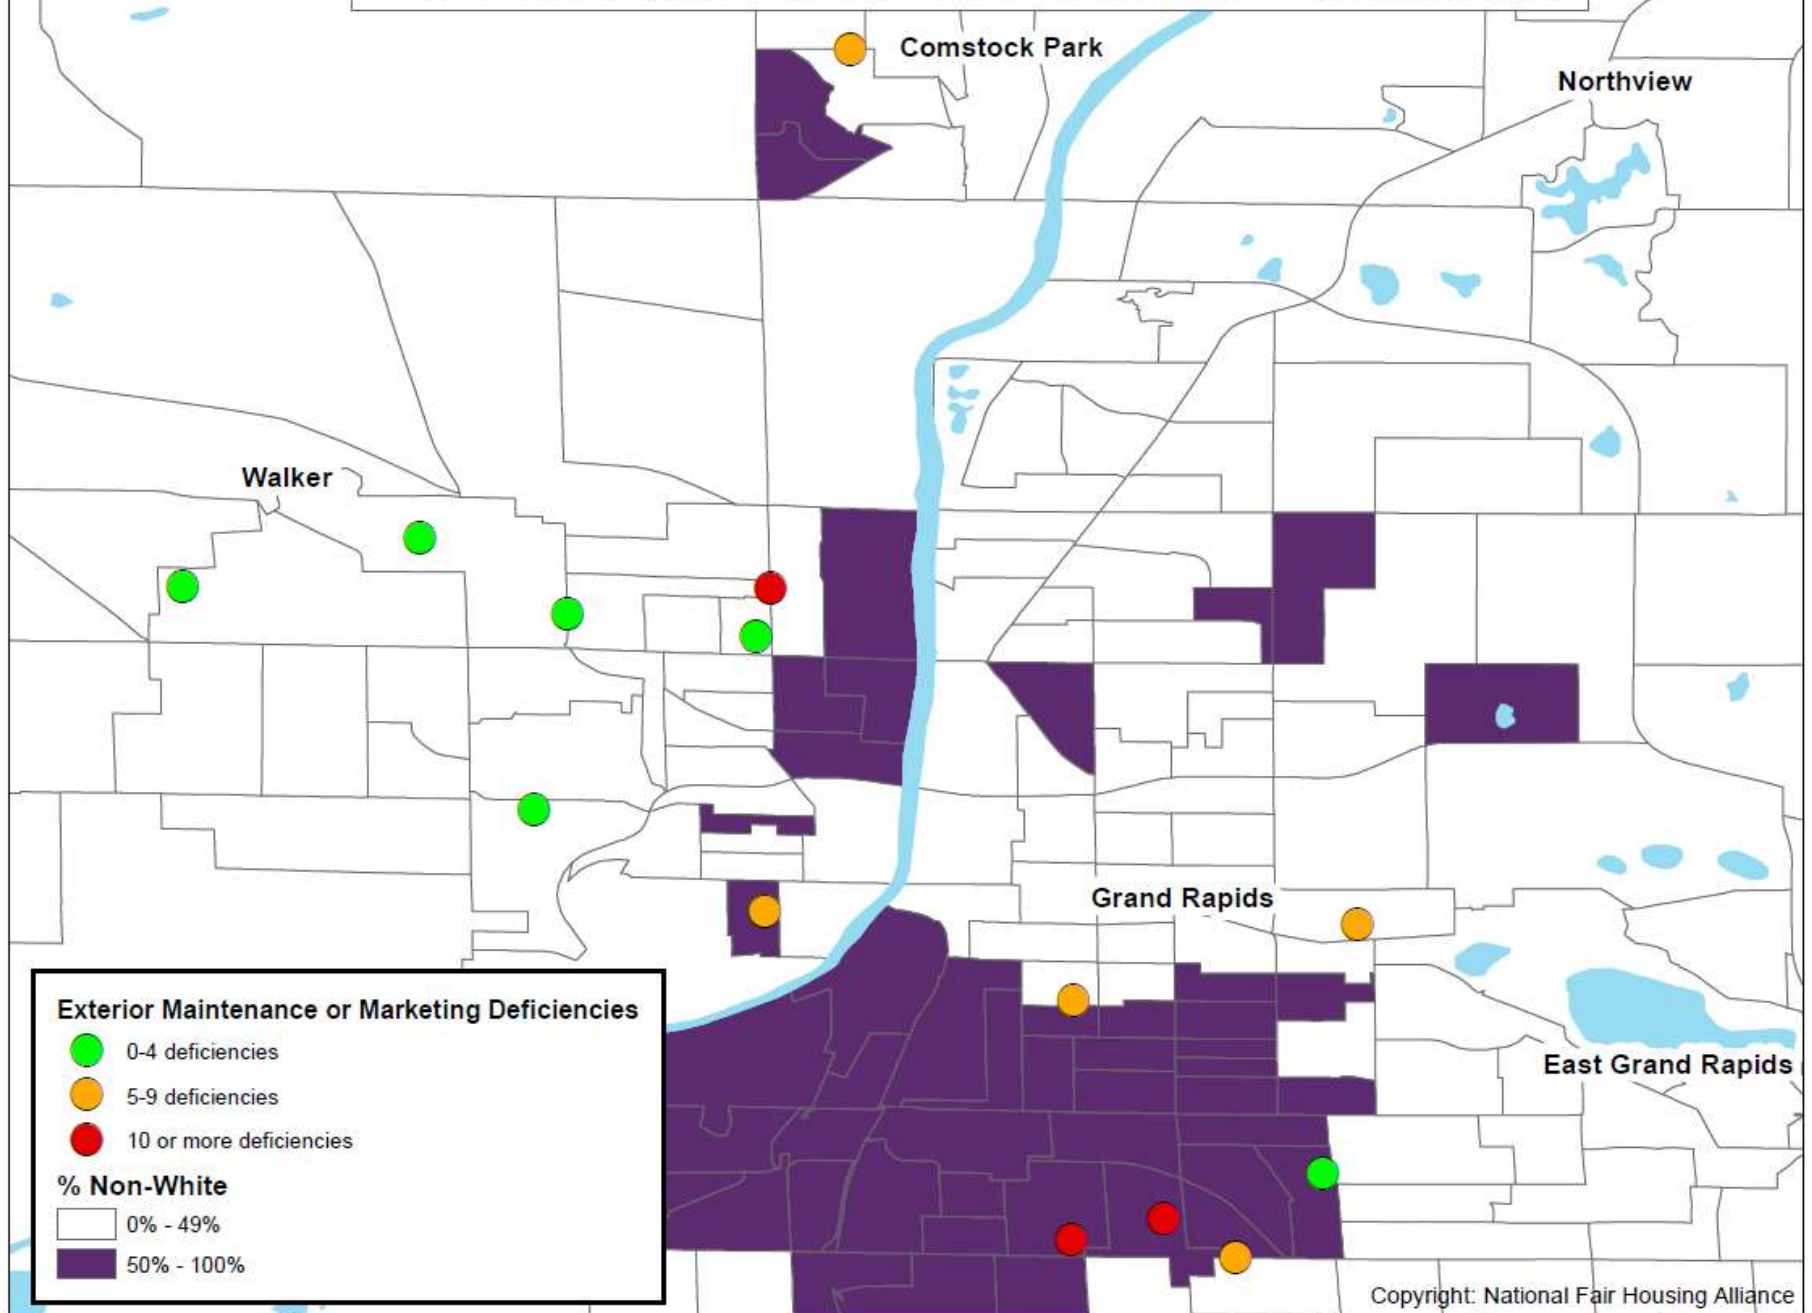 Comstock Park
Northview
Walker
Grand Rapids
East Grand Rapids
Exterior Maintenance or Marketing Deficiencies
0-4 deficiencies
5-9 deficiencies
10 or more deficiencies
% Non-White
0% - 49%
50% - 100%
Copyright: National Fair Housing Alliance